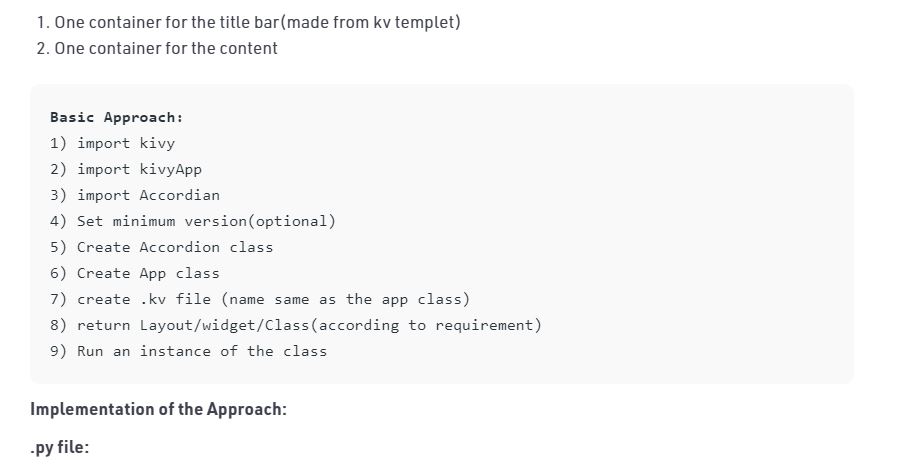 1. One container for the title bar(made from kv templet)
2. One container for the content
Basic Approach:
1) import kivy
2) import kivyApp
3) import Accordian
4) Set minimum version(optional)
5) Create Accordion class
6) Create App class
7) create .kv file (name same as the app class)
8) return Layout/widget/Class(according to requirement)
9) Run an instance of the class
Implementation of the Approach:
.py file: